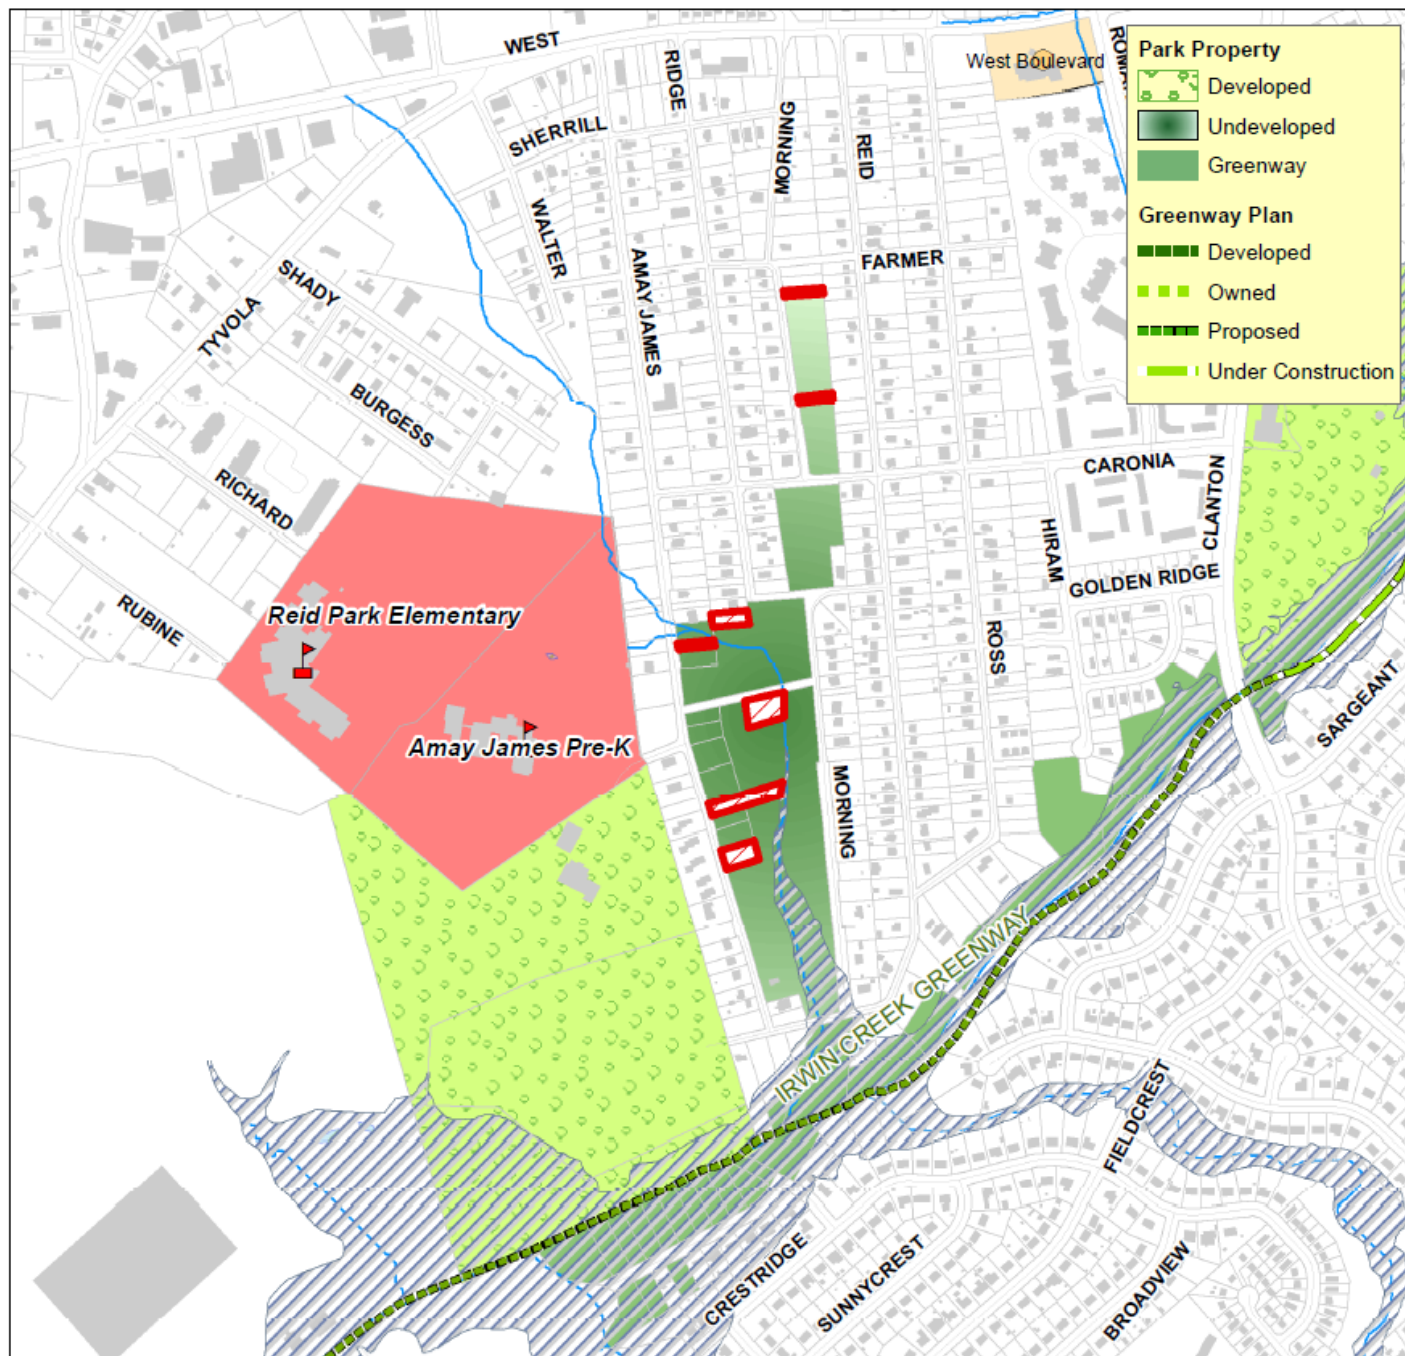 WEST
RIDGE
MORNING
REID
West Boulevard
Park Property
Developed
Undeveloped
Greenway
Greenway Plan
Developed
Owned
Proposed
Under Construction
SHERRILL
WALTER
AMAY JAMES
FARMER
SHADY
TYVOLA
BURGESS
RICHARD
RUBINE
CARONIA
CLANTON
HIRAM
GOLDEN RIDGE
ROSS
Reid Park Elementary
Amay James Pre-K
MORNING
SARGEANT
IRWIN CREEK GREENWAY
FIELDCREST
CRESTRIDGE
SUNNYCREST
BROADVIEW